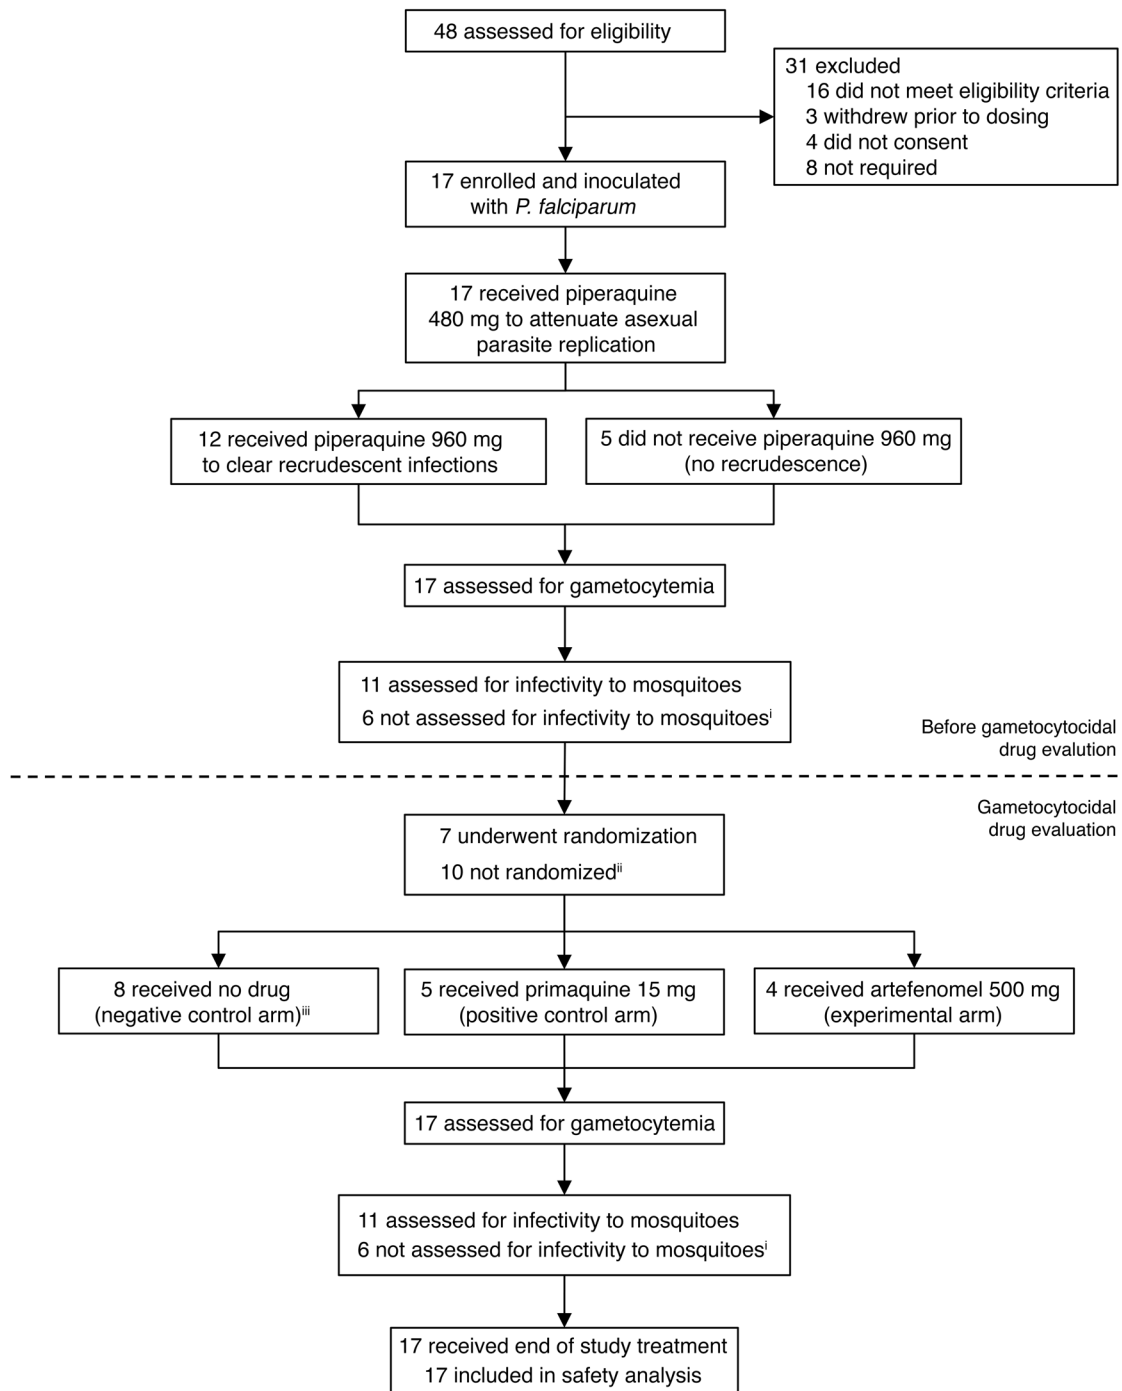 48 assessed for eligibility
31 excluded
16 did not meet eligibility criteria
3 withdrew prior to dosing
4 did not consent
8 not required
17 enrolled and inoculated
with P. falciparum
17 received piperaquine
480 mg to attenuate asexual
parasite replication
12 received piperaquine 960 mg
to clear recrudescent infections
5 did not receive piperaquine 960 mg
(no recrudescence)
17 assessed for gametocytemia
11 assessed for infectivity to mosquitoes
6 not assessed for infectivity to mosquitoesⁱ
Before gametocytocidal
drug evalution
Gametocytocidal
drug evaluation
7 underwent randomization
10 not randomizedⁱⁱ
8 received no drug
(negative control arm)ⁱⁱⁱ
5 received primaquine 15 mg
(positive control arm)
4 received artefenomel 500 mg
(experimental arm)
17 assessed for gametocytemia
11 assessed for infectivity to mosquitoes
6 not assessed for infectivity to mosquitoesⁱ
17 received end of study treatment
17 included in safety analysis